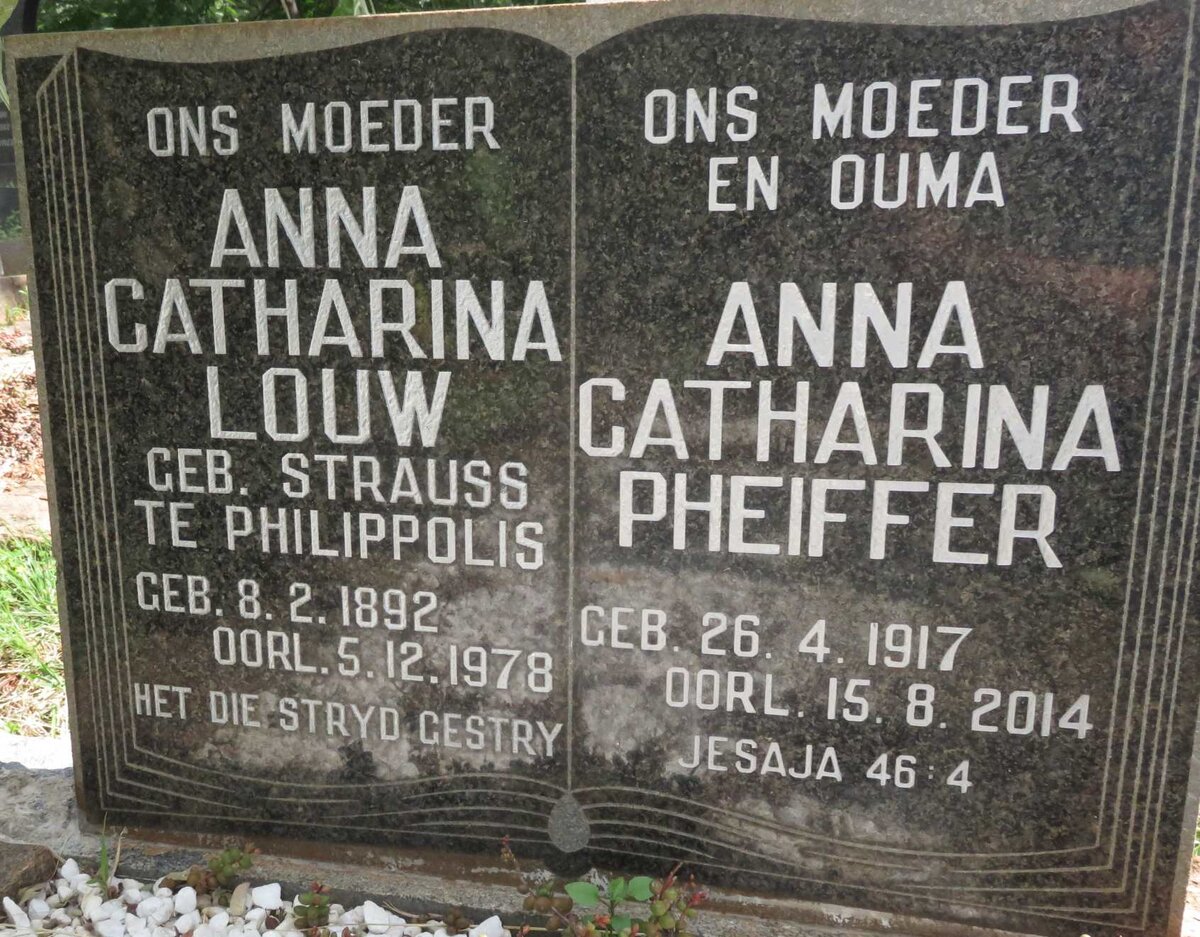 ONS MOEDER
ANNA
CATHARINA
LOUW
GEB. STRAUSS
TE PHILIPPOLIS
GEB. 8. 2. 1892
OORL. 5. 12. 1978
HET DIE STRYD GESTRY
ONS MOEDER
EN OUMA
ANNA
CATHARINA
PHEIFFER
GEB. 26. 4. 1917
OORL. 15. 8. 2014
JESAJA 46:4